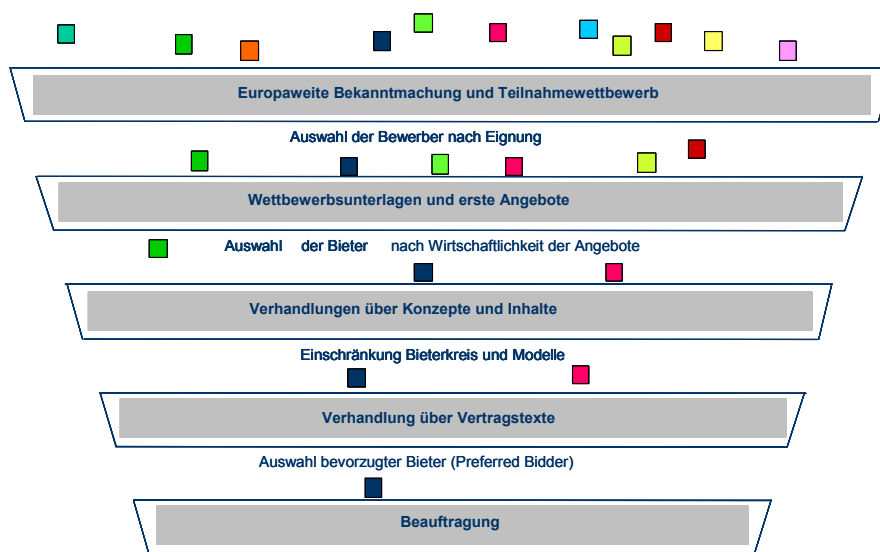 Europaweite Bekanntmachung und Teilnahmewettbewerb
Auswahl der Bewerber nach Eignung
Wettbewerbsunterlagen und erste Angebote
Auswahl der Bieter nach Wirtschaftlichkeit der Angebote
Verhandlungen über Konzepte und Inhalte
Einschränkung Bieterkreis und Modelle
Verhandlung über Vertragstexte
Auswahl bevorzugter Bieter (Preferred Bidder)
Beauftragung